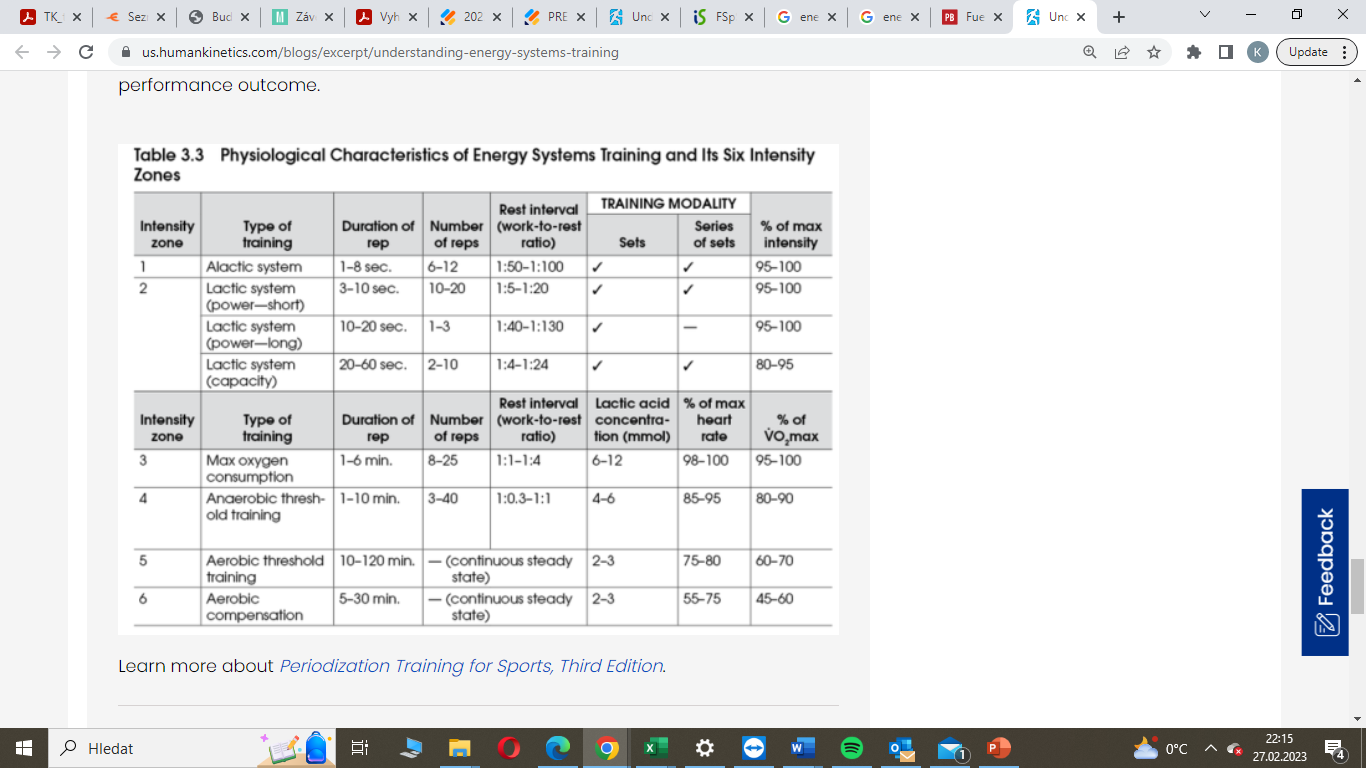 TK_
Sez
Bud
Záv
Vyh
202
PRE
Unc
FSp
ene
ene
Fue
Unc
us.humankinetics.com/blogs/excerpt/understanding-energy-systems-training
K
Update
performance outcome.
Table 3.3 Physiological Characteristics of Energy Systems Training and Its Six Intensity
Zones
Intensity zone Type of training Duration of rep Number of reps Rest interval (work-to-rest ratio) TRAINING MODALITY Sets Series of sets % of max intensity
1 Alactic system 1–8 sec. 6–12 1:50–1:100 ✓ ✓ 95–100
2 Lactic system (power—short) 3–10 sec. 10–20 1:5–1:20 ✓ ✓ 95–100
Lactic system (power—long) 10–20 sec. 1–3 1:40–1:130 ✓ — 95–100
Lactic system (capacity) 20–60 sec. 2–10 1:4–1:24 ✓ ✓ 80–95
Intensity zone Type of training Duration of rep Number of reps Rest interval (work-to-rest ratio) Lactic acid concentra-tion (mmol) % of max heart rate % of V̇O₂max
3 Max oxygen consumption 1–6 min. 8–25 1:1–1:4 6–12 98–100 95–100
4 Anaerobic thresh-old training 1–10 min. 3–40 1:0.3–1:1 4–6 85–95 80–90
5 Aerobic threshold training 10–120 min. — (continuous steady state) 2–3 75–80 60–70
6 Aerobic compensation 5–30 min. — (continuous steady state) 2–3 55–75 45–60
Learn more about Periodization Training for Sports, Third Edition.
Feedback
Hledat
0°C
22:15
27.02.2023
4
1